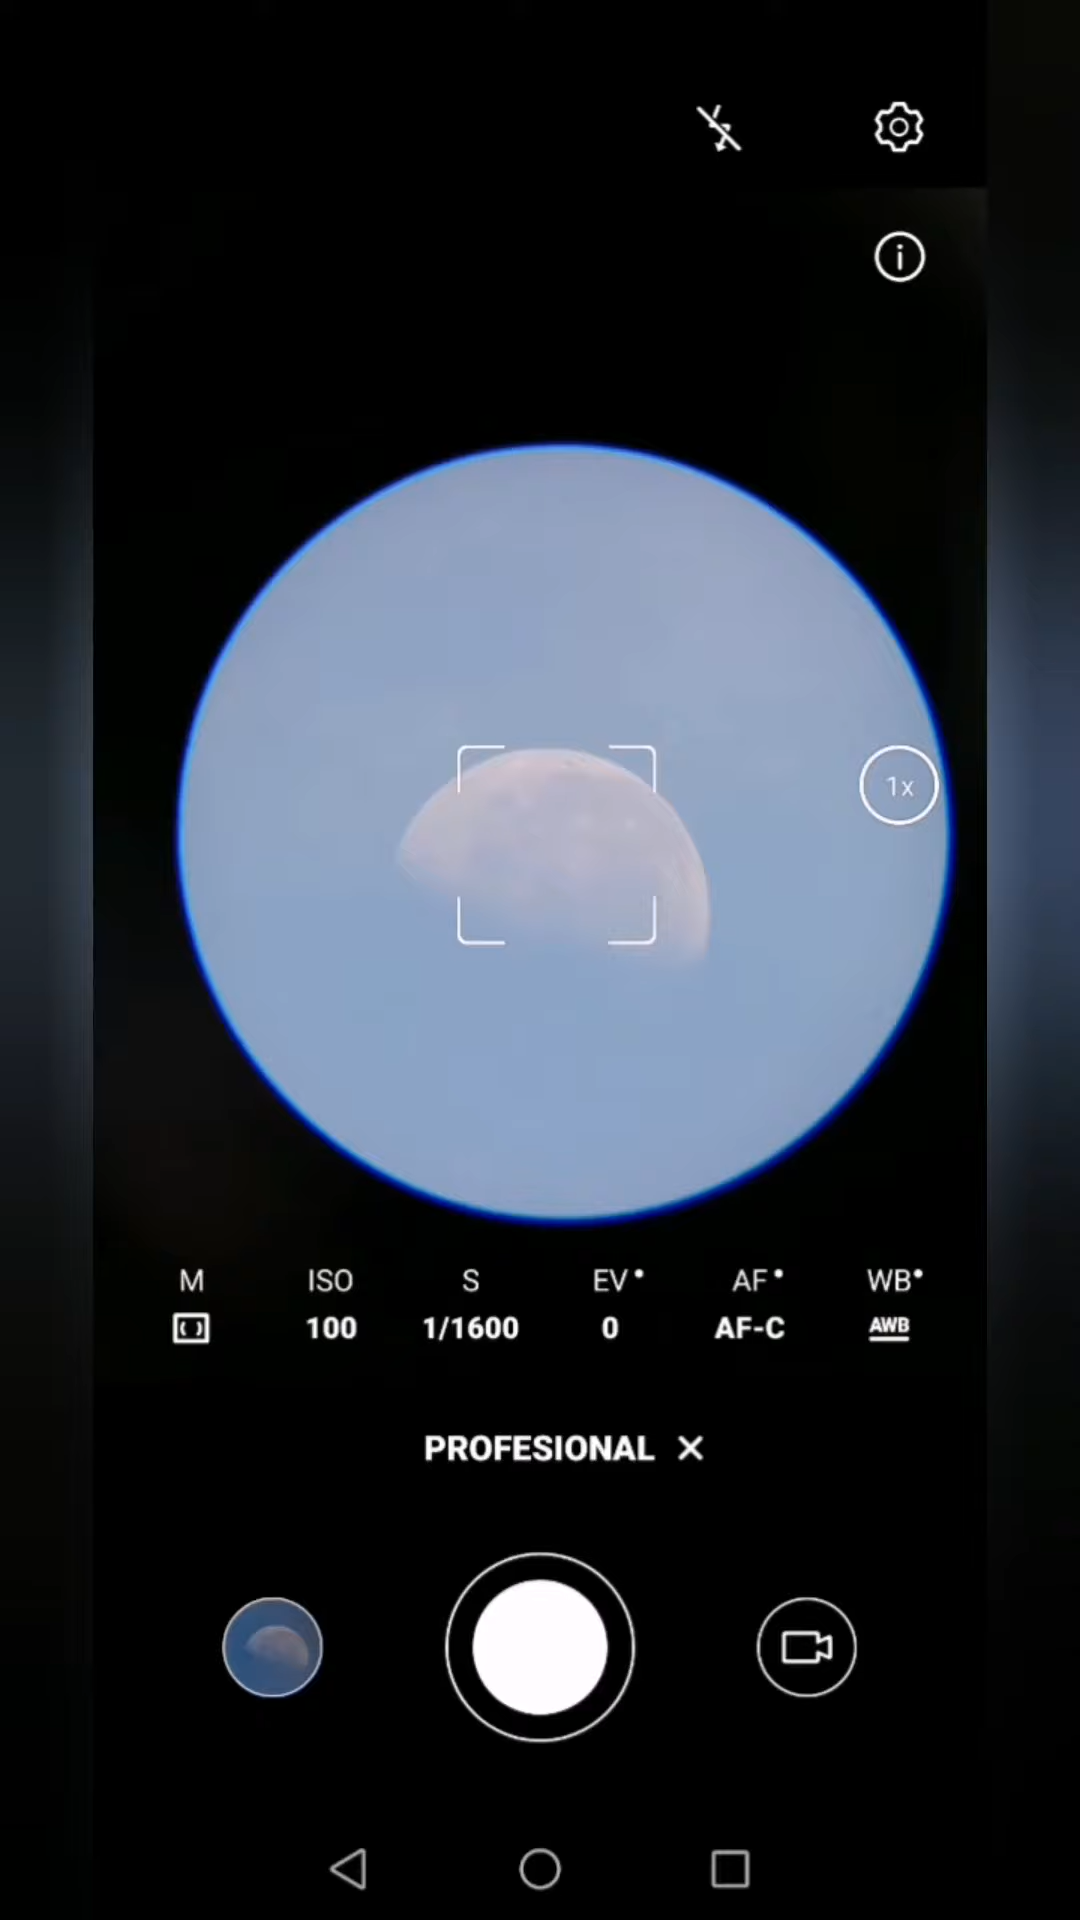 1x
M ISO S EV• AF• WB•
100 1/1600 0 AF-C AWB
PROFESIONAL ×